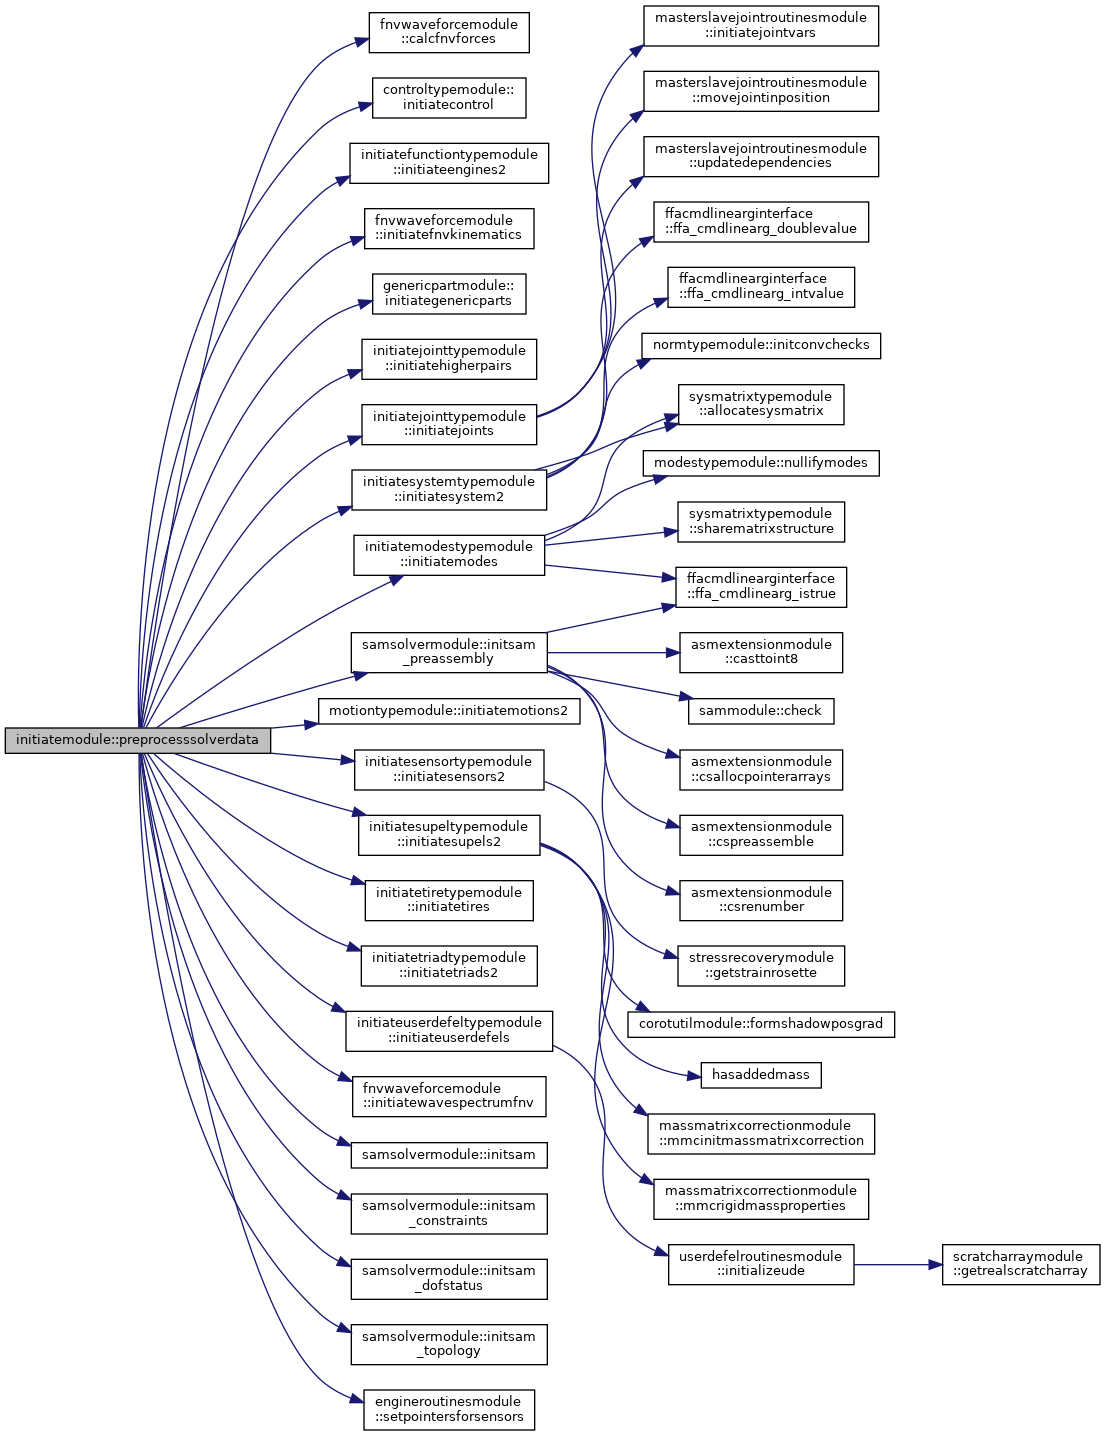 initiatemodule::preprocesssolverdata
fnvwaveforcemodule
::calcfnvforces
controltypemodule::
initiatecontrol
initiatefunctiontypemodule
::initiateengines2
fnvwaveforcemodule
::initiatefnvkinematics
genericpartmodule::
initiategenericparts
initiatejointtypemodule
::initiatehigherpairs
initiatejointtypemodule
::initiatejoints
initiatesystemtypemodule
::initiatesystem2
initiatemodestypemodule
::initiatemodes
samsolvermodule::initsam
_preassembly
motiontypemodule::initiatemotions2
initiatesensortypemodule
::initiatesensors2
initiatesupeltypemodule
::initiatesupels2
initiatetiretypemodule
::initiatetires
initiatetriadtypemodule
::initiatetriads2
initiateuserdefeltypemodule
::initiateuserdefels
fnvwaveforcemodule
::initiatewavespectrumfnv
samsolvermodule::initsam
samsolvermodule::initsam
_constraints
samsolvermodule::initsam
_dofstatus
samsolvermodule::initsam
_topology
engineroutinesmodule
::setpointersforsensors
masterslavejointroutinesmodule
::initiatejointvars
masterslavejointroutinesmodule
::movejointinposition
masterslavejointroutinesmodule
::updatedependencies
ffacmdlinearginterface
::ffa_cmdlinearg_doublevalue
ffacmdlinearginterface
::ffa_cmdlinearg_intvalue
normtypemodule::initconvchecks
sysmatrixtypemodule
::allocatesysmatrix
modestypemodule::nullifymodes
sysmatrixtypemodule
::sharematrixstructure
ffacmdlinearginterface
::ffa_cmdlinearg_istrue
asmextensionmodule
::casttoint8
sammodule::check
asmextensionmodule
::csallocpointerarrays
asmextensionmodule
::cspreassemble
asmextensionmodule
::csrenumber
stressrecoverymodule
::getstrainrosette
corotutilmodule::formshadowposgrad
hasaddedmass
massmatrixcorrectionmodule
::mmcinitmassmatrixcorrection
massmatrixcorrectionmodule
::mmcrigidmassproperties
userdefelroutinesmodule
::initializeude
scratcharraymodule
::getrealscratcharray